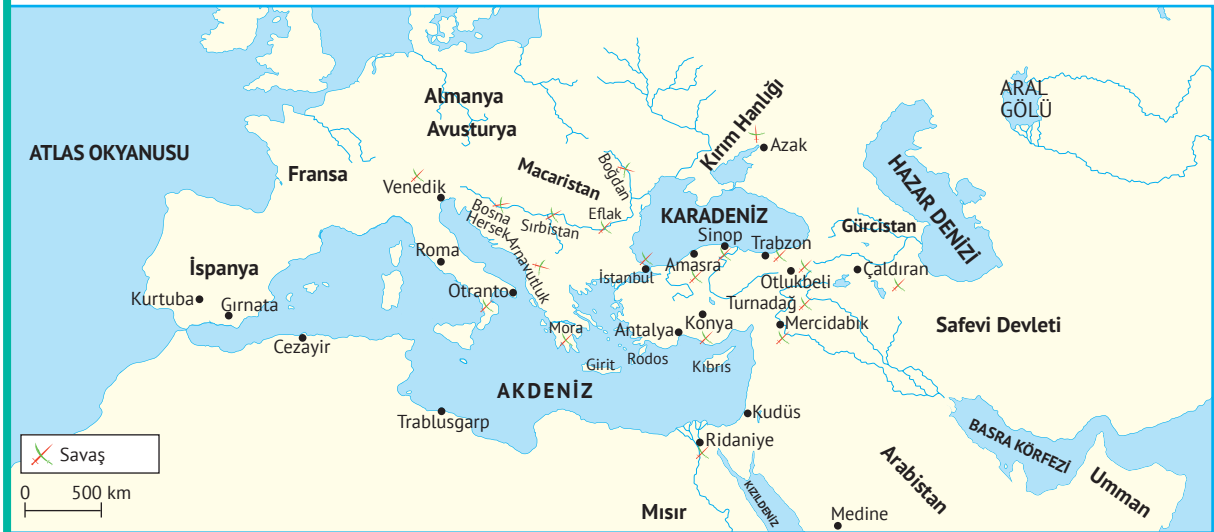 Almanya
Avusturya
ATLAS OKYANUSU
Fransa
Venedik
Macaristan
Boğdan
Kırım Hanlığı
Azak
ARAL
GÖLÜ
HAZAR DENİZİ
Bosna
Hersek
Sırbistan
Eflak
Arnavutluk
KARADENİZ
Sinop
Trabzon
Gürcistan
Roma
İspanya
İstanbul
Amasra
Otlukbeli
Çaldıran
Kurtuba
Gırnata
Otranto
Turnadağ
Safevi Devleti
Mora
Antalya
Konya
Mercidabık
Cezayir
Girit
Rodos
Kıbrıs
AKDENİZ
Trablusgarp
Kudüs
Ridaniye
BASRA KÖRFEZİ
Savaş
0 500 km
Arabistan
Umman
KIZILDENİZ
Mısır
Medine